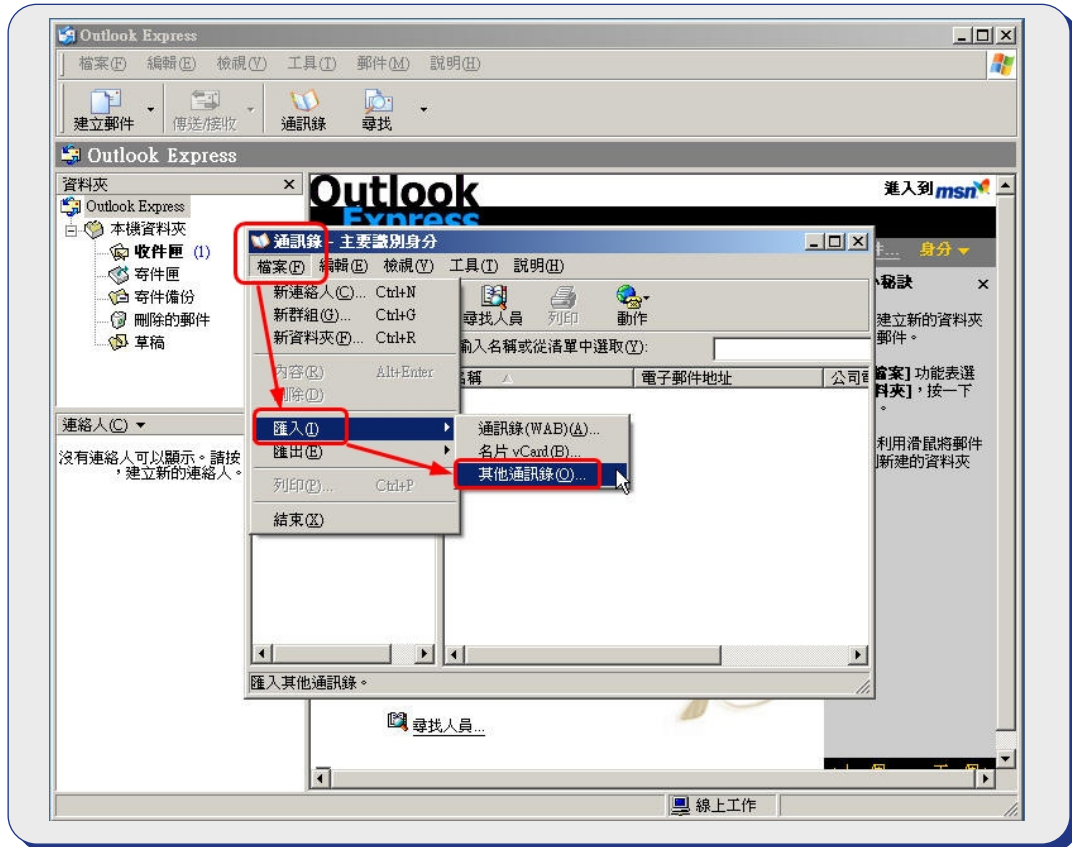 Outlook Express
檔案(F) 編輯(E) 檢視(V) 工具(T) 郵件(M) 說明(H)
建立郵件 傳送/接收 通訊錄 尋找
Outlook Express
資料夾
Outlook Express
本機資料夾
收件匣 (1)
寄件匣
寄件備份
刪除的郵件
草稿
連絡人(C)
沒有連絡人可以顯示。請按
，建立新的連絡人。
Outlook
Express
進入到 msn
身分
秘訣
建立新的資料夾
郵件。
檔案] 功能表選
料夾]，按一下
。
利用滑鼠將郵件
新建的資料夾
通訊錄 - 主要識別身分
檔案(F) 編輯(E) 檢視(V) 工具(T) 說明(H)
新連絡人(C)... Ctrl+N
新群組(G)... Ctrl+G
新資料夾(F)... Ctrl+R
內容(R) Alt+Enter
刪除(D)
匯入(I)
匯出(E)
列印(P)... Ctrl+P
結束(X)
尋找人員 列印 動作
輸入名稱或從清單中選取(Y):
稱 電子郵件地址 公司電
通訊錄(WAB)(A)...
名片 vCard(B)...
其他通訊錄(O)...
匯入其他通訊錄。
尋找人員...
線上工作